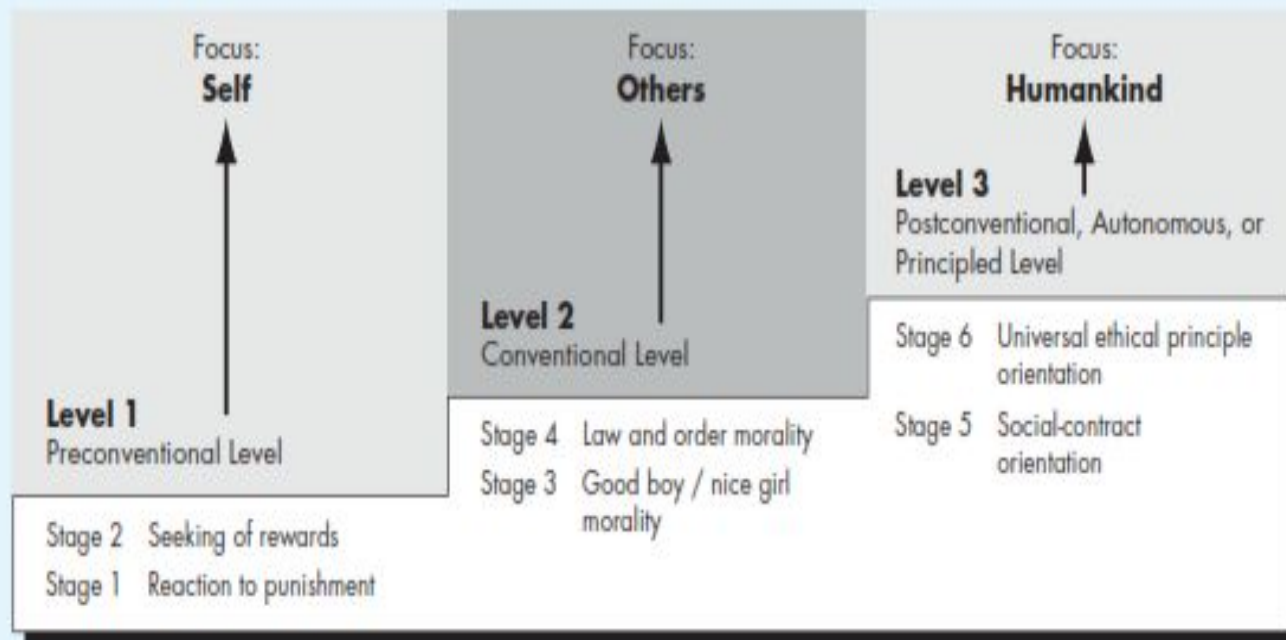 Focus:
Self
Level 1
Preconventional Level
Stage 2 Seeking of rewards
Stage 1 Reaction to punishment
Focus:
Others
Level 2
Conventional Level
Stage 4 Law and order morality
Stage 3 Good boy / nice girl
morality
Focus:
Humankind
Level 3
Postconventional, Autonomous, or
Principled Level
Stage 6 Universal ethical principle
orientation
Stage 5 Social-contract
orientation